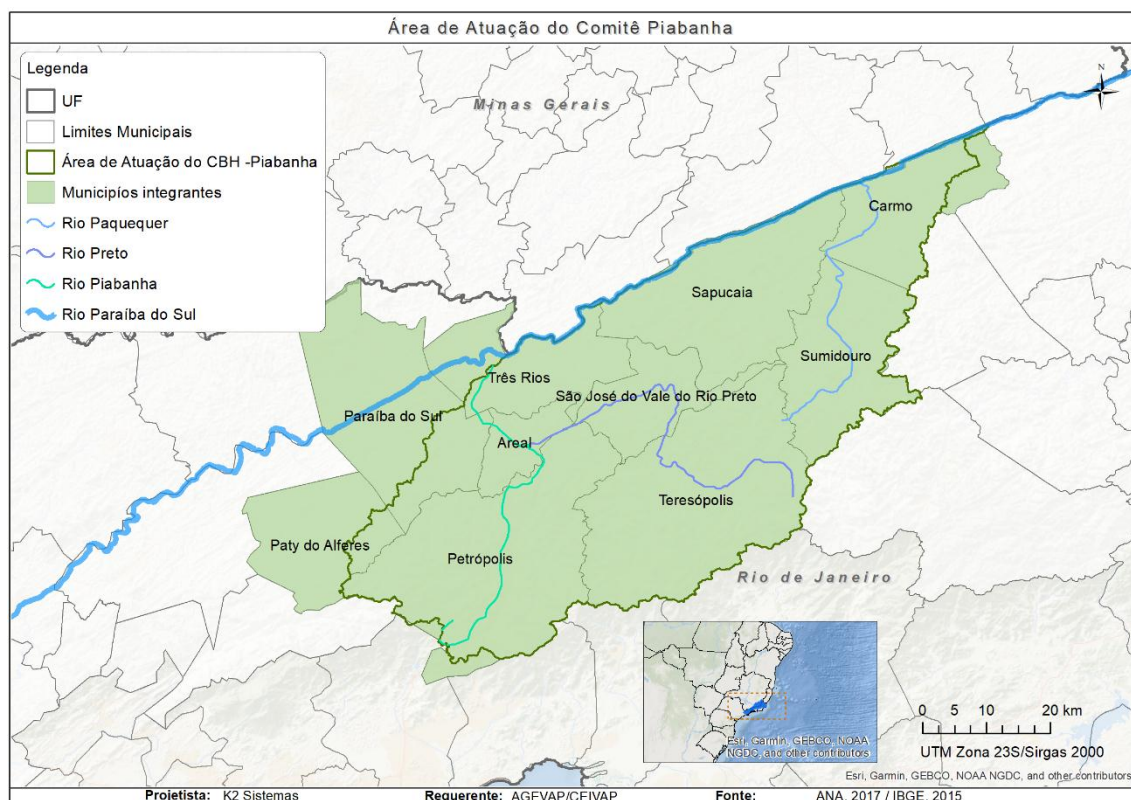 Área de Atuação do Comitê Piabanha
Legenda
UF
Limites Municipais
Área de Atuação do CBH -Piabanha
Municipíos integrantes
Rio Paquequer
Rio Preto
Rio Piabanha
Rio Paraíba do Sul
Minas Gerais
N
Carmo
Sapucaia
Sumidouro
Três Rios
São José do Vale do Rio Preto
Paraíba do Sul
Areal
Teresópolis
Paty do Alferes
Petrópolis
Rio de Janeiro
Esri, Garmin, GEBCO, NOAA
NGDC, and other contributors
0 5 10 20 km
UTM Zona 23S/Sirgas 2000
Esri, Garmin, GEBCO, NOAA NGDC, and other contributors
Projetista: K2 Sistemas Requerente: AGEVAP/CEIVAP Fonte: ANA, 2017 / IBGE, 2015